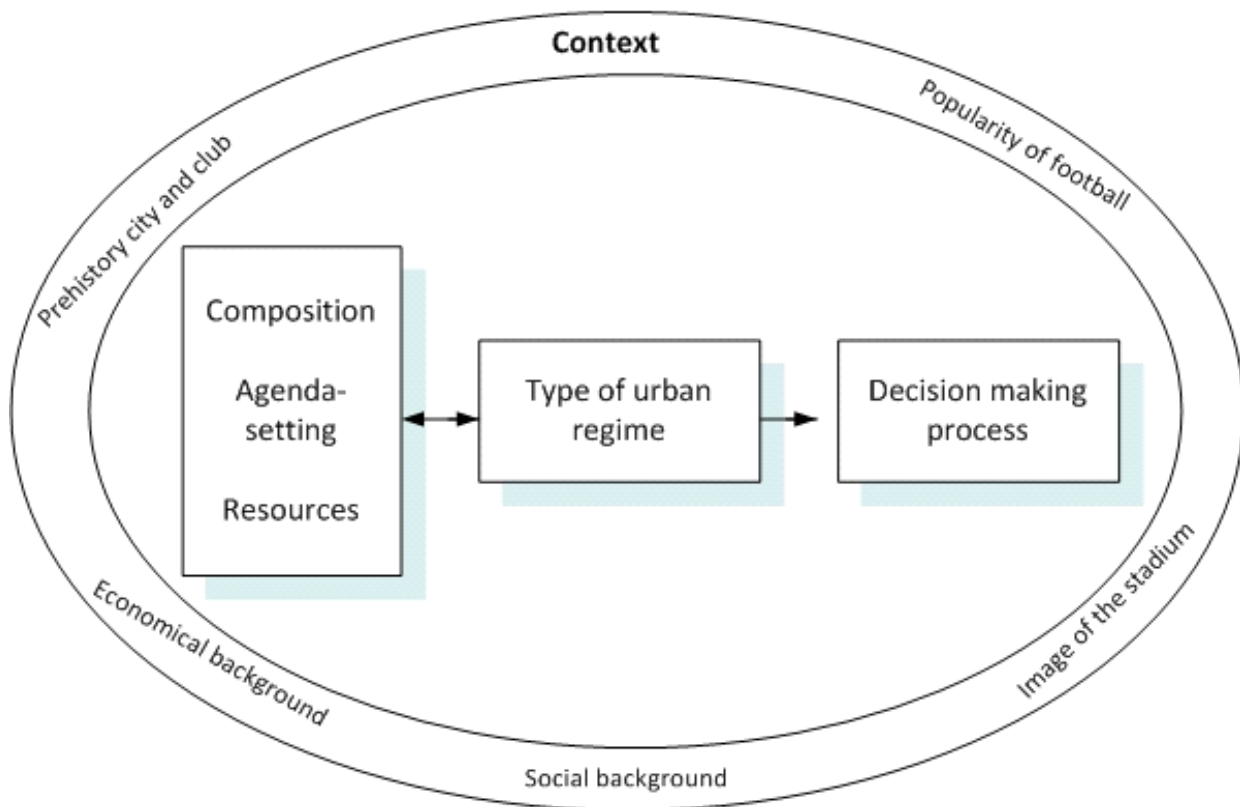 Context
Popularity of football
Prehistory city and club
Composition
Agenda-
setting
Resources
Type of urban
regime
Decision making
process
Economical background
Image of the stadium
Social background